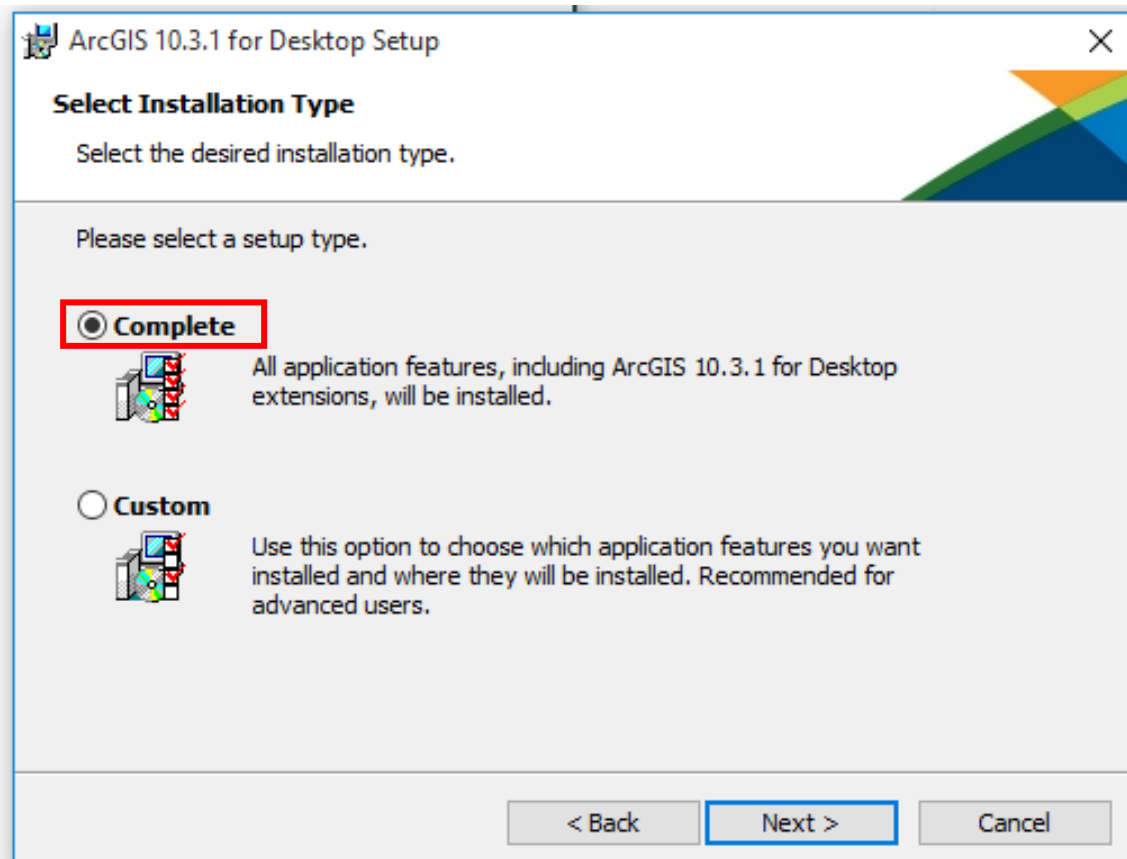 ArcGIS 10.3.1 for Desktop Setup
Select Installation Type
Select the desired installation type.
Please select a setup type.
Complete
All application features, including ArcGIS 10.3.1 for Desktop
extensions, will be installed.
Custom
Use this option to choose which application features you want
installed and where they will be installed. Recommended for
advanced users.
< Back
Next >
Cancel